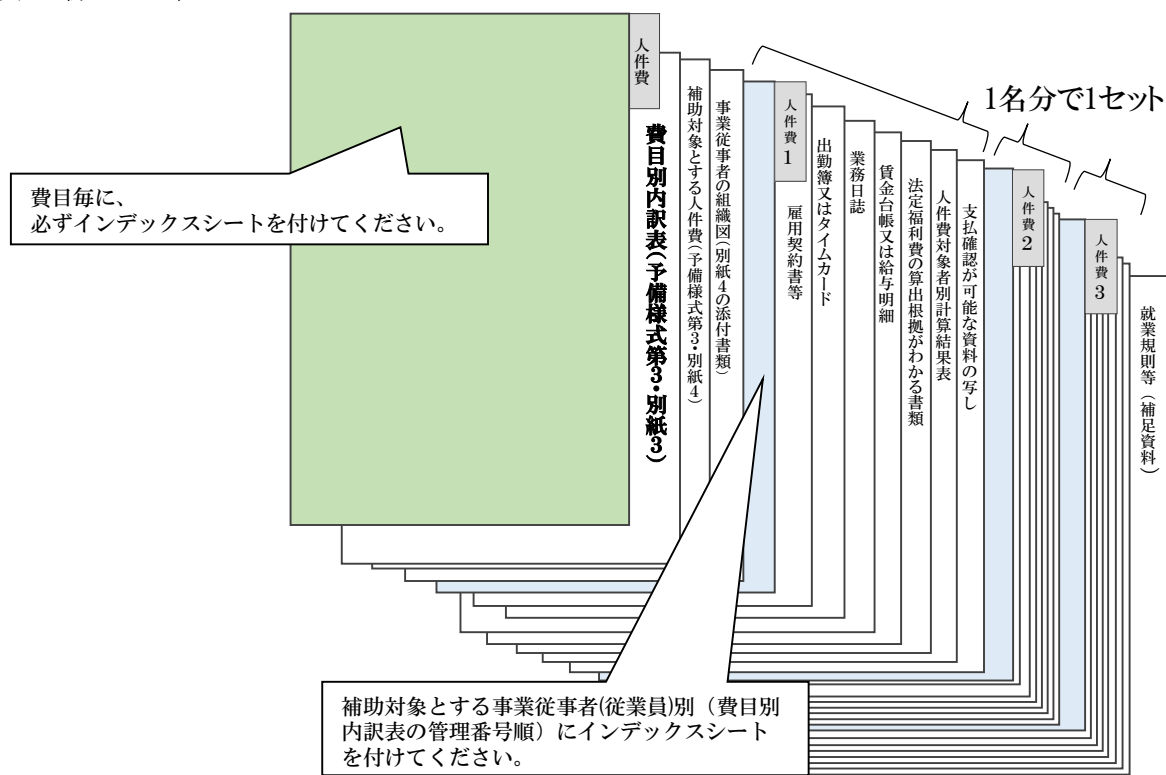 人件費
費目別内訳表(予備様式第3・別紙3)
補助対象とする人件費(予備様式第3・別紙4)
事業従事者の組織図(別紙4の添付書類)
人件費1
雇用契約書等
出勤簿又はタイムカード
業務日誌
賃金台帳又は給与明細
法定福利費の算出根拠がわかる書類
人件費対象者別計算結果表
支払確認が可能な資料の写し
1名分で1セット
人件費2
人件費3
就業規則等(補足資料)
費目毎に、
必ずインデックスシートを付けてください。
補助対象とする事業従事者(従業員)別（費目別
内訳表の管理番号順）にインデックスシート
を付けてください。